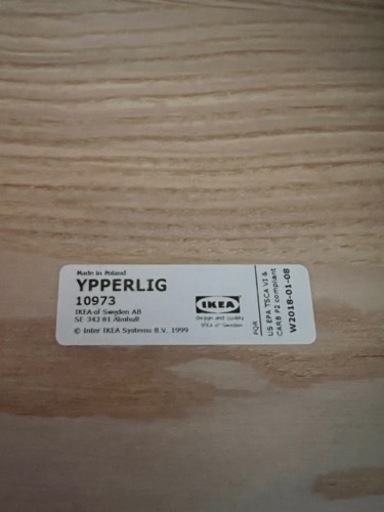 Made in Poland
YPPERLIG
10973
IKEA of Sweden AB
SE 343 81 Älmhult
© Inter IKEA Systems B.V. 1999
IKEA
Design and Quality
IKEA of Sweden
PQR
US EPA TSCA VI &
CARB P2 compliant
W2018-01-08